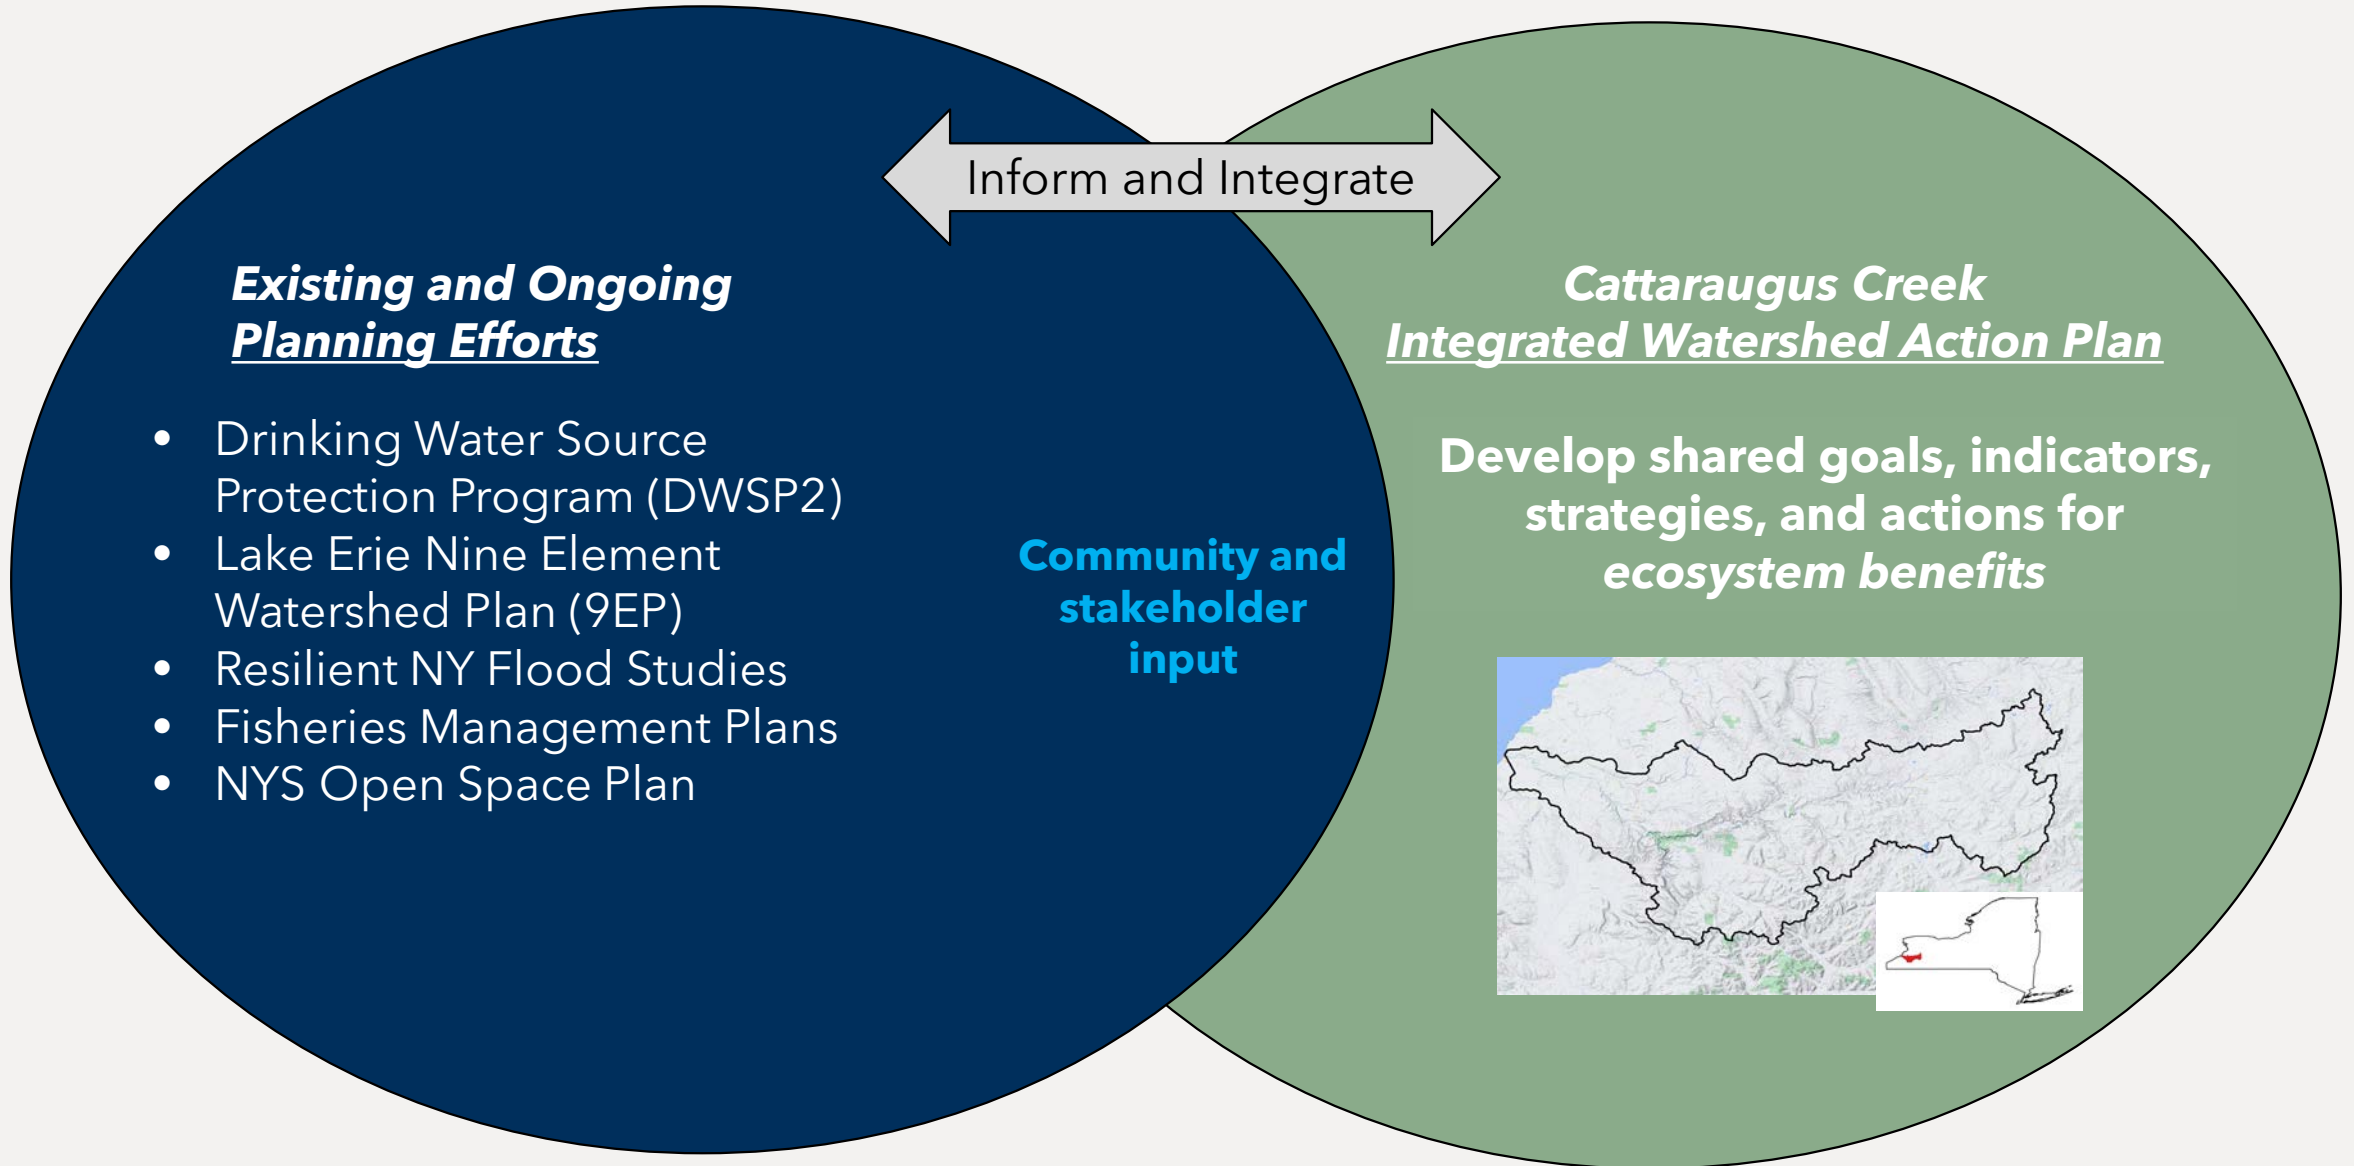 Inform and Integrate
Existing and Ongoing
Planning Efforts
• Drinking Water Source
Protection Program (DWSP2)
• Lake Erie Nine Element
Watershed Plan (9EP)
• Resilient NY Flood Studies
• Fisheries Management Plans
• NYS Open Space Plan
Community and
stakeholder
input
Cattaraugus Creek
Integrated Watershed Action Plan
Develop shared goals, indicators,
strategies, and actions for
ecosystem benefits